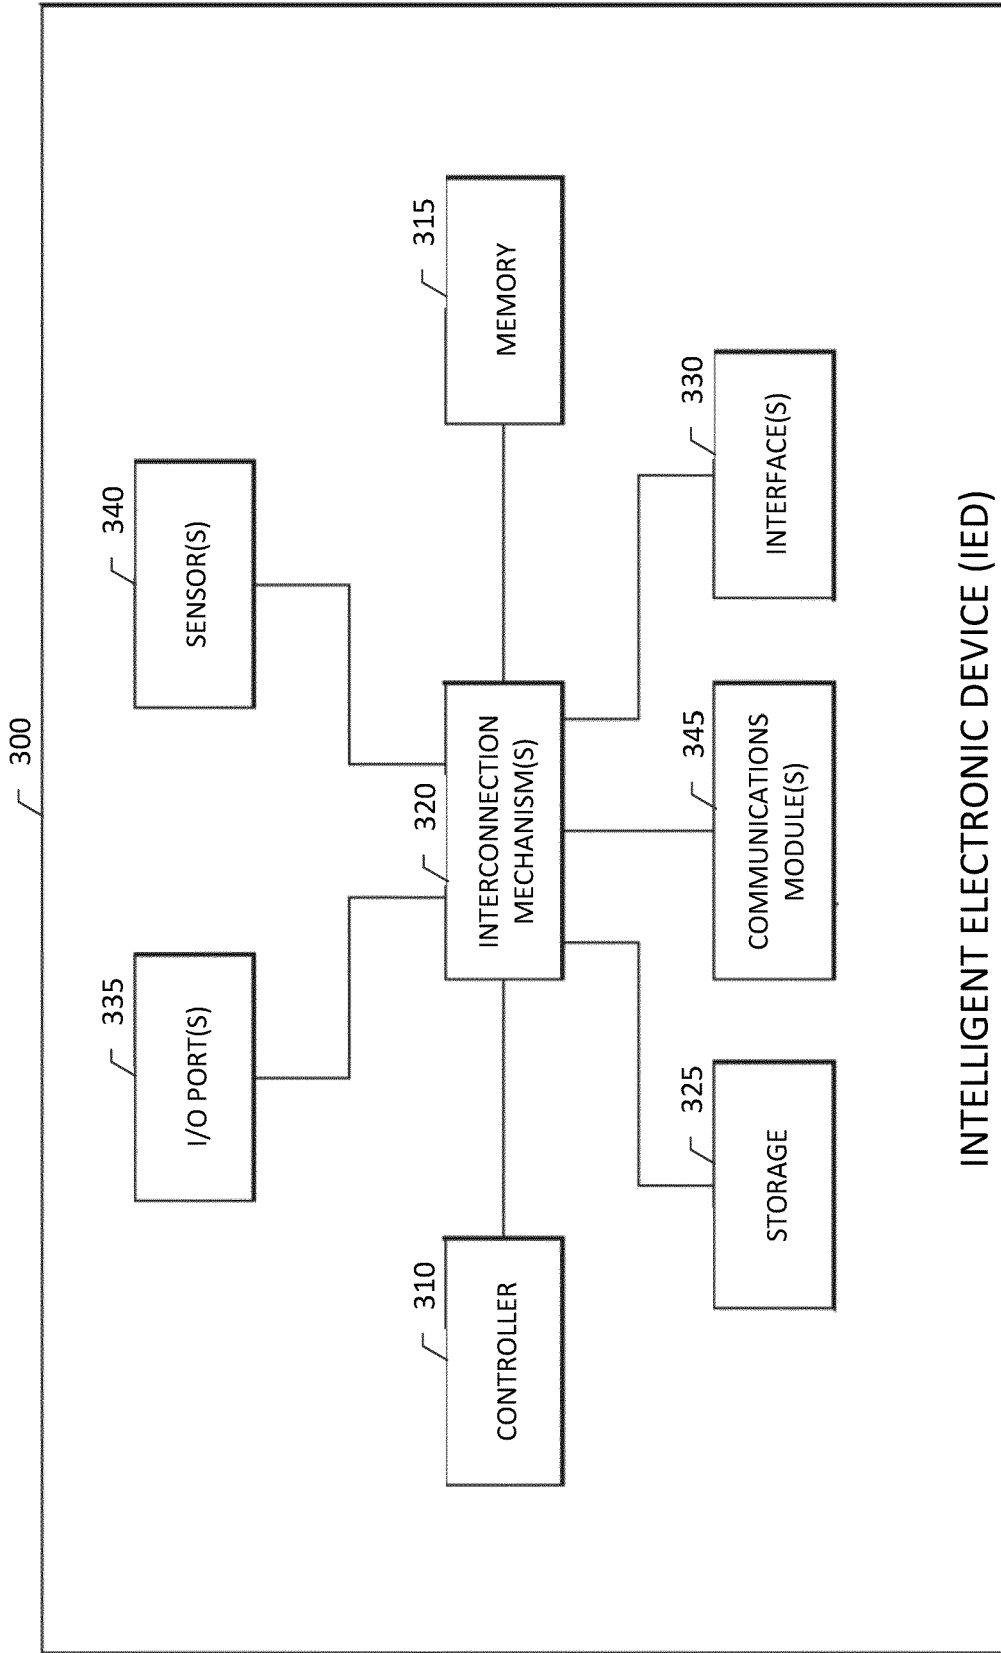 300
335
I/O PORT(S)
340
SENSOR(S)
310
CONTROLLER
320
INTERCONNECTION
MECHANISM(S)
315
MEMORY
325
STORAGE
345
COMMUNICATIONS
MODULE(S)
330
INTERFACE(S)
INTELLIGENT ELECTRONIC DEVICE (IED)